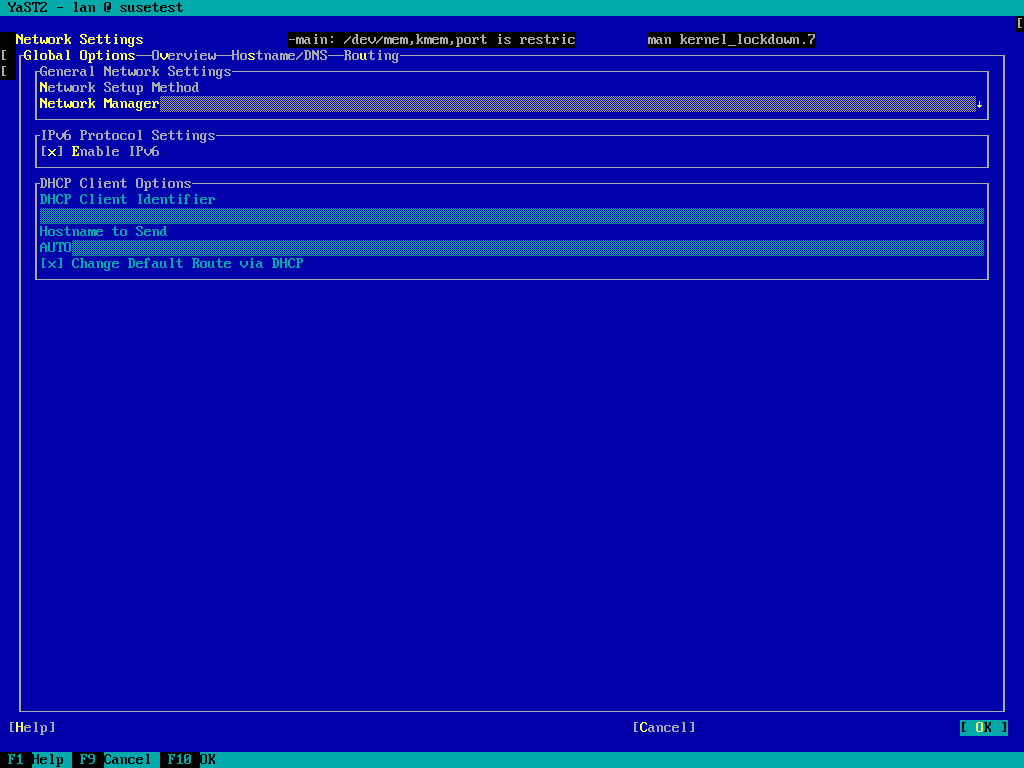 YaST2 - lan @ susetest
[
Network Settings -main: /dev/mem,kmem,port is restric man kernel_lockdown.7
[ Global Options Overview Hostname/DNS Routing
[ General Network Settings
Network Setup Method
Network Manager ↓
IPv6 Protocol Settings
[x] Enable IPv6
DHCP Client Options
DHCP Client Identifier
Hostname to Send
AUTO
[x] Change Default Route via DHCP
[Help] [Cancel] [ OK ]
F1 Help F9 Cancel F10 OK